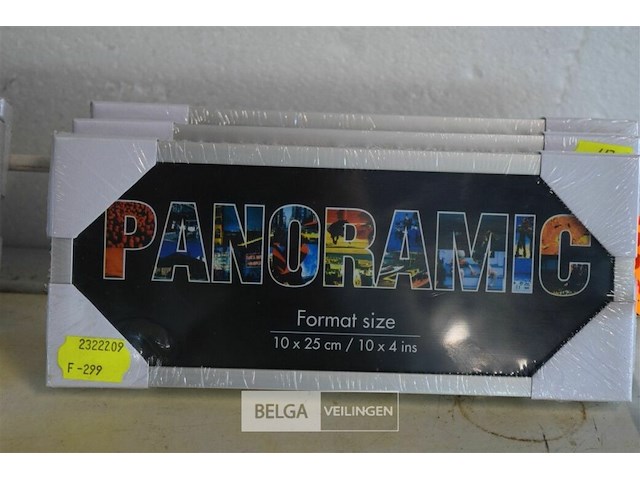 PANORAMIC
Format size
10 x 25 cm / 10 x 4 ins
2322209
F-299
BELGA VEILINGEN